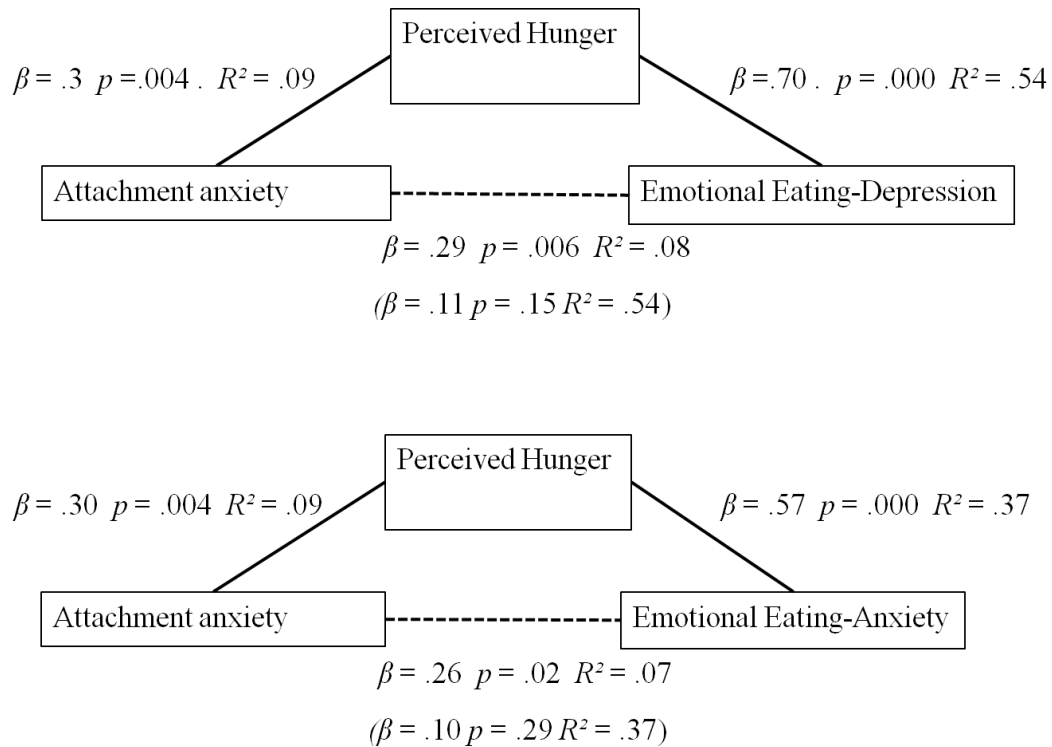 Perceived Hunger
β = .3 p =.004 . R² = .09
β =.70 . p = .000 R² = .54
Attachment anxiety
Emotional Eating-Depression
β = .29 p = .006 R² = .08
(β = .11 p = .15 R² = .54)
Perceived Hunger
β = .30 p = .004 R² = .09
β = .57 p = .000 R² = .37
Attachment anxiety
Emotional Eating-Anxiety
β = .26 p = .02 R² = .07
(β = .10 p = .29 R² = .37)